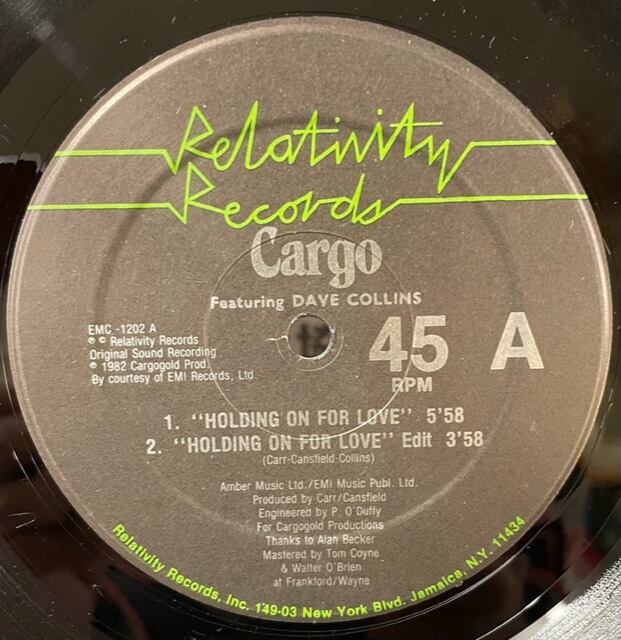 Relativity
Records
Cargo
Featuring DAVE COLLINS
EMC -1202 A
℗ © Relativity Records
Original Sound Recording
℗ 1982 Cargogold Prod.
By courtesy of EMI Records, Ltd.
45 A
RPM
1. "HOLDING ON FOR LOVE" 5'58
2. "HOLDING ON FOR LOVE" Edit 3'58
(Carr-Cansfield-Collins)
Amber Music Ltd./EMI Music Publ. Ltd.
Produced by Carr/Cansfield
Engineered by P. O'Duffy
For Cargogold Productions
Thanks to Alan Becker
Mastered by Tom Coyne
& Walter O'Brien
at Frankford/Wayne
Relativity Records, Inc. 149-03 New York Blvd. Jamaica, N.Y. 11434